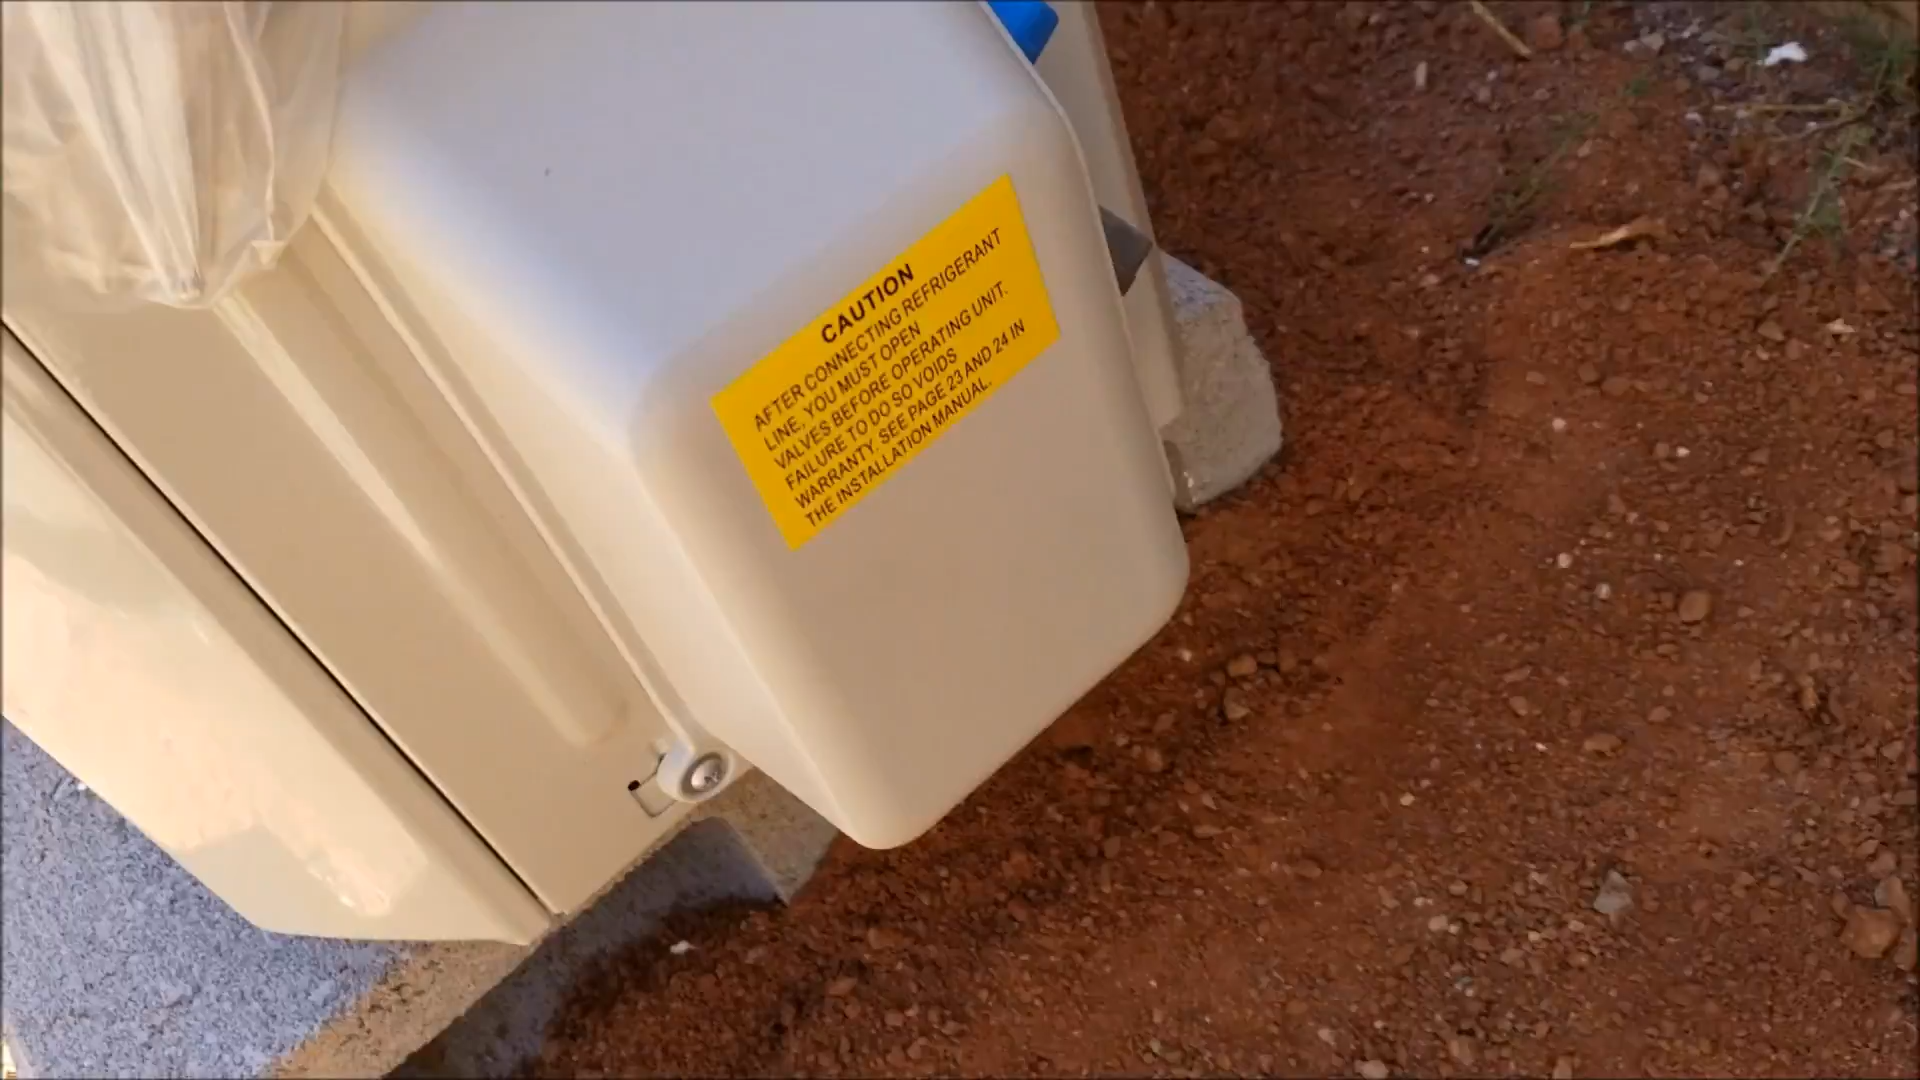 CAUTION
AFTER CONNECTING REFRIGERANT
LINE, YOU MUST OPEN
VALVES BEFORE OPERATING UNIT.
FAILURE TO DO SO VOIDS
WARRANTY. SEE PAGE 23 AND 24 IN
THE INSTALLATION MANUAL.